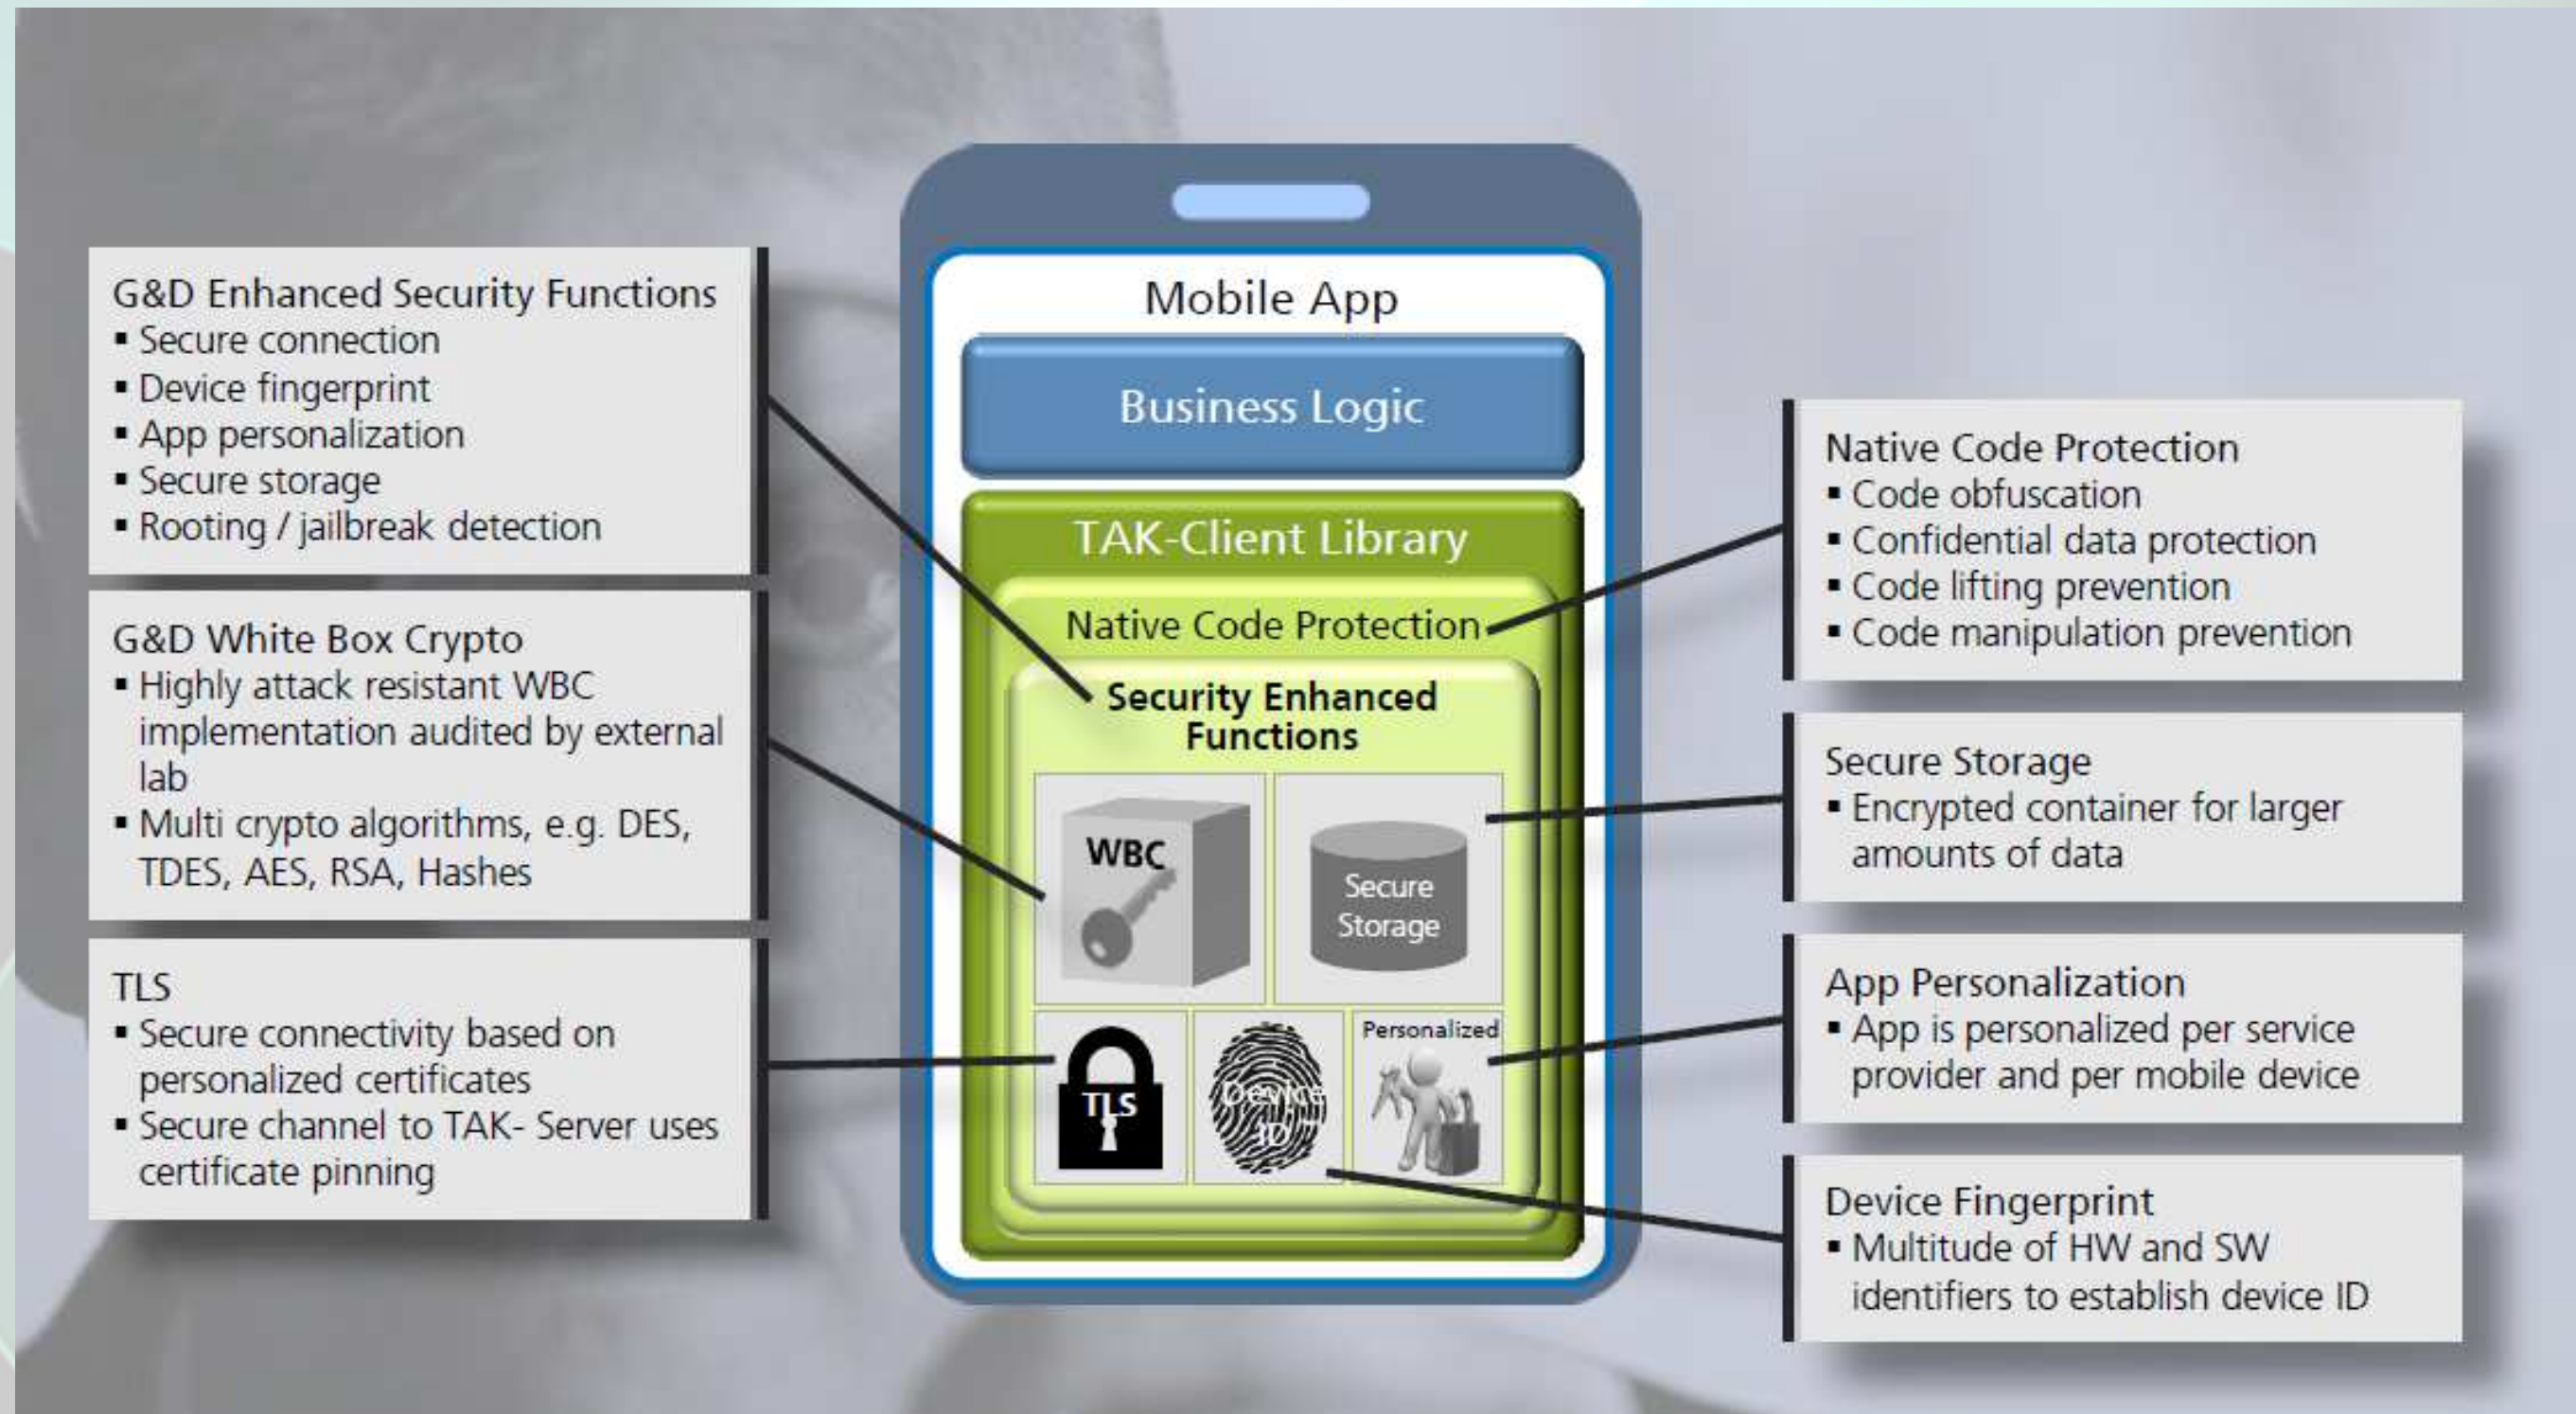 G&D Enhanced Security Functions
▪ Secure connection
▪ Device fingerprint
▪ App personalization
▪ Secure storage
▪ Rooting / jailbreak detection
G&D White Box Crypto
▪ Highly attack resistant WBC
implementation audited by external
lab
▪ Multi crypto algorithms, e.g. DES,
TDES, AES, RSA, Hashes
TLS
▪ Secure connectivity based on
personalized certificates
▪ Secure channel to TAK- Server uses
certificate pinning
Mobile App
Business Logic
TAK-Client Library
Native Code Protection
Security Enhanced
Functions
WBC
Secure
Storage
TLS
Device
ID
Personalized
Native Code Protection
▪ Code obfuscation
▪ Confidential data protection
▪ Code lifting prevention
▪ Code manipulation prevention
Secure Storage
▪ Encrypted container for larger
amounts of data
App Personalization
▪ App is personalized per service
provider and per mobile device
Device Fingerprint
▪ Multitude of HW and SW
identifiers to establish device ID